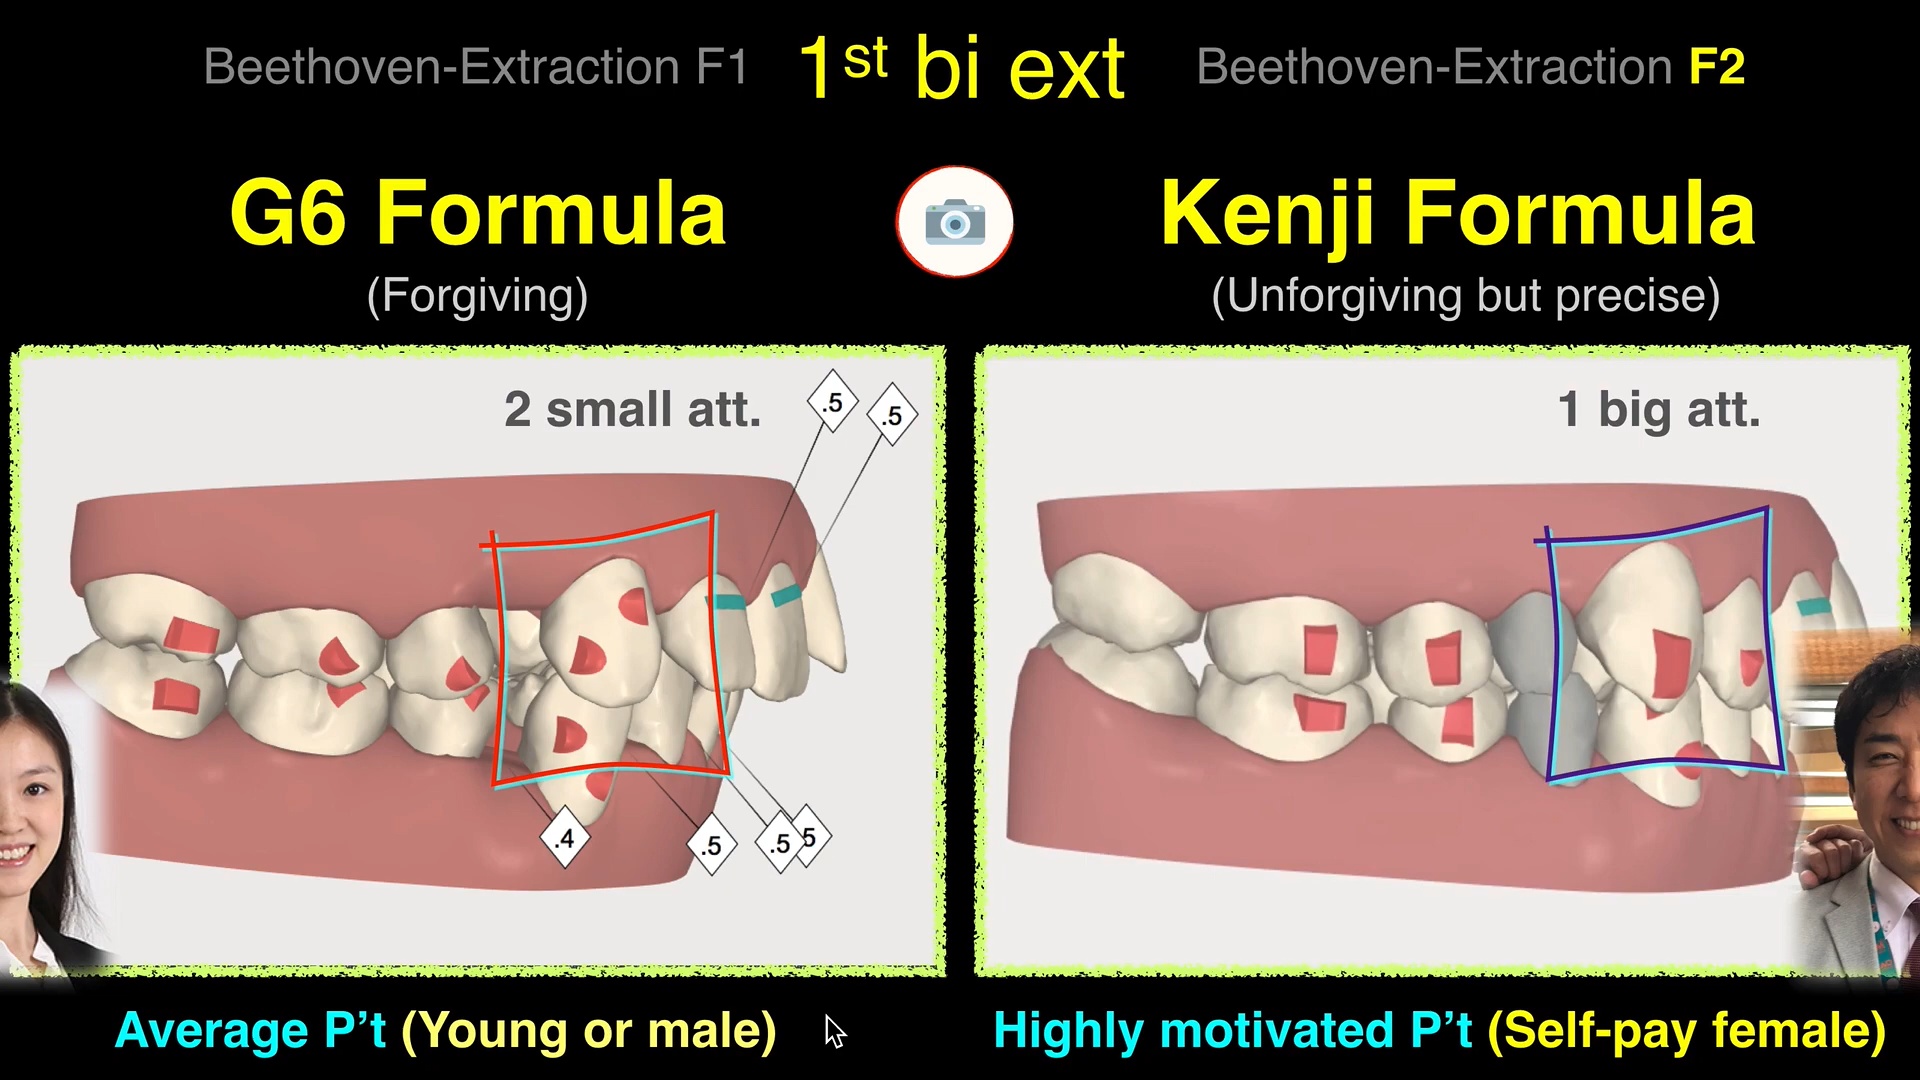 Beethoven-Extraction F1
1st bi ext
Beethoven-Extraction F2
G6 Formula
(Forgiving)
Kenji Formula
(Unforgiving but precise)
2 small att.
.5
.5
.4
.5
.5
5
1 big att.
Average P’t (Young or male)
Highly motivated P’t (Self-pay female)